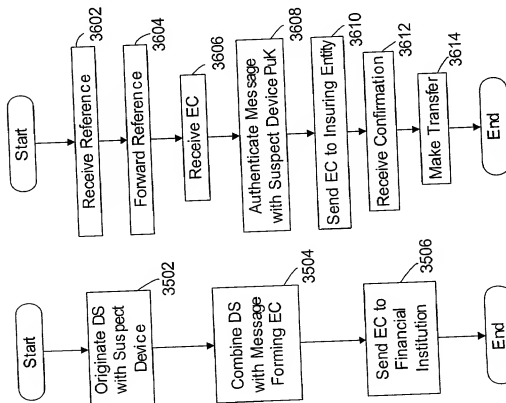 Start
Originate DS
with Suspect
Device
3502
Combine DS
with Message
Forming EC
3504
Send EC to
Financial
Institution
3506
End
Start
Receive Reference
3602
Forward Reference
3604
Receive EC
3606
Authenticate Message
with Suspect Device PuK
3608
Send EC to Insuring Entity
3610
Receive Confirmation
3612
Make Transfer
3614
End